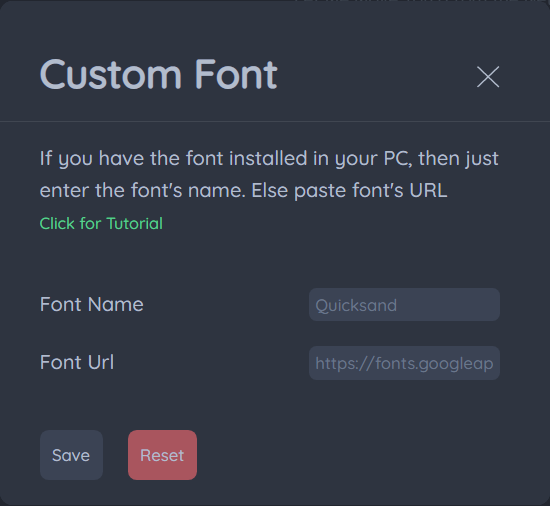 Custom Font
If you have the font installed in your PC, then just
enter the font's name. Else paste font's URL
Click for Tutorial
Font Name
Quicksand
Font Url
https://fonts.googleap
Save
Reset